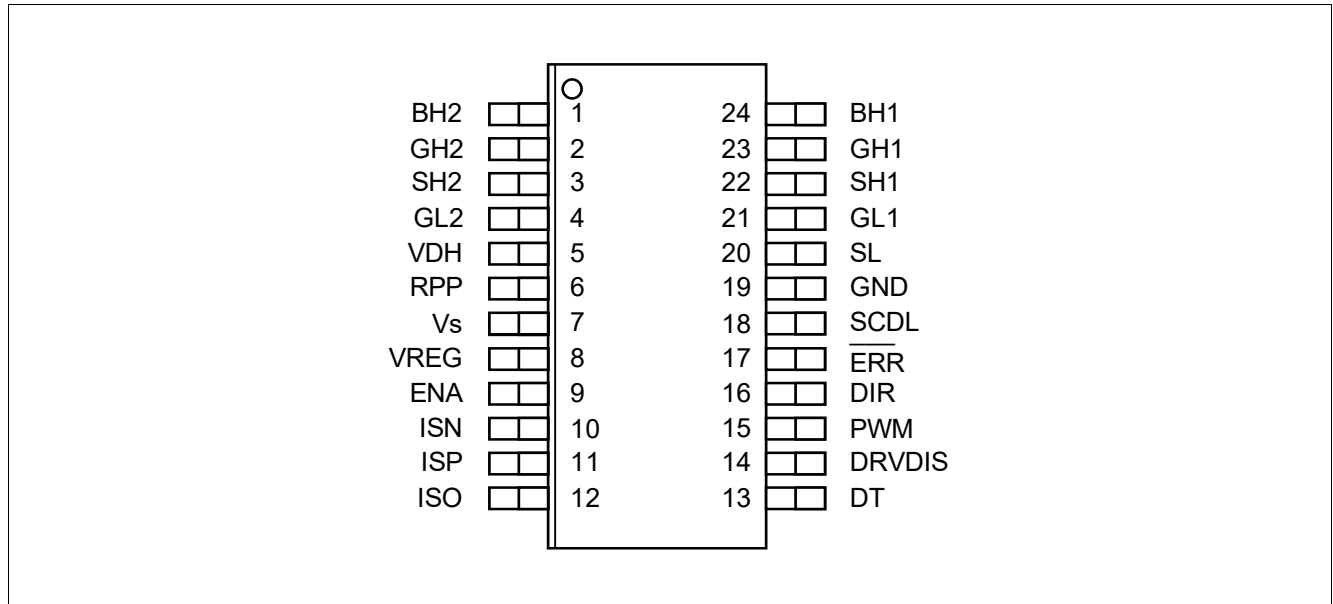 BH2 1 24 BH1
GH2 2 23 GH1
SH2 3 22 SH1
GL2 4 21 GL1
VDH 5 20 SL
RPP 6 19 GND
Vs 7 18 SCDL
VREG 8 17 E̅R̅R̅
ENA 9 16 DIR
ISN 10 15 PWM
ISP 11 14 DRVDIS
ISO 12 13 DT